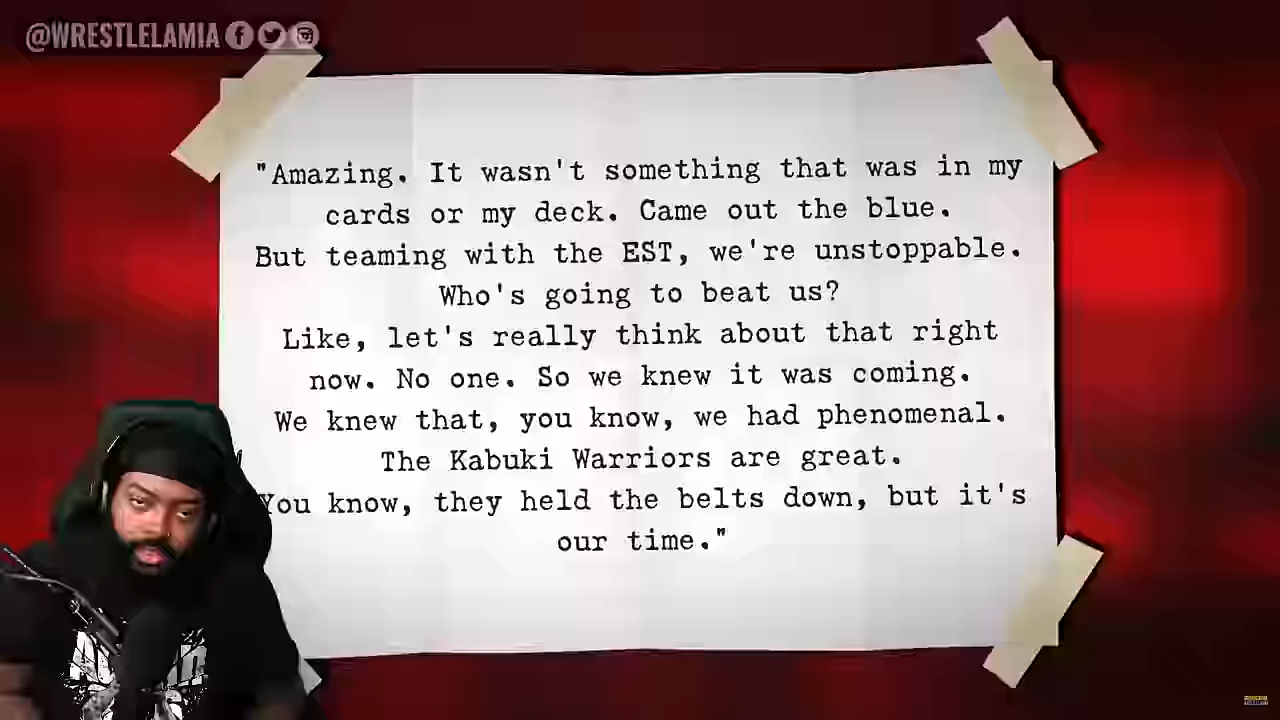 @WRESTLELAMIA
"Amazing. It wasn't something that was in my
cards or my deck. Came out the blue.
But teaming with the EST, we're unstoppable.
Who's going to beat us?
Like, let's really think about that right
now. No one. So we knew it was coming.
We knew that, you know, we had phenomenal.
The Kabuki Warriors are great.
You know, they held the belts down, but it's
our time."